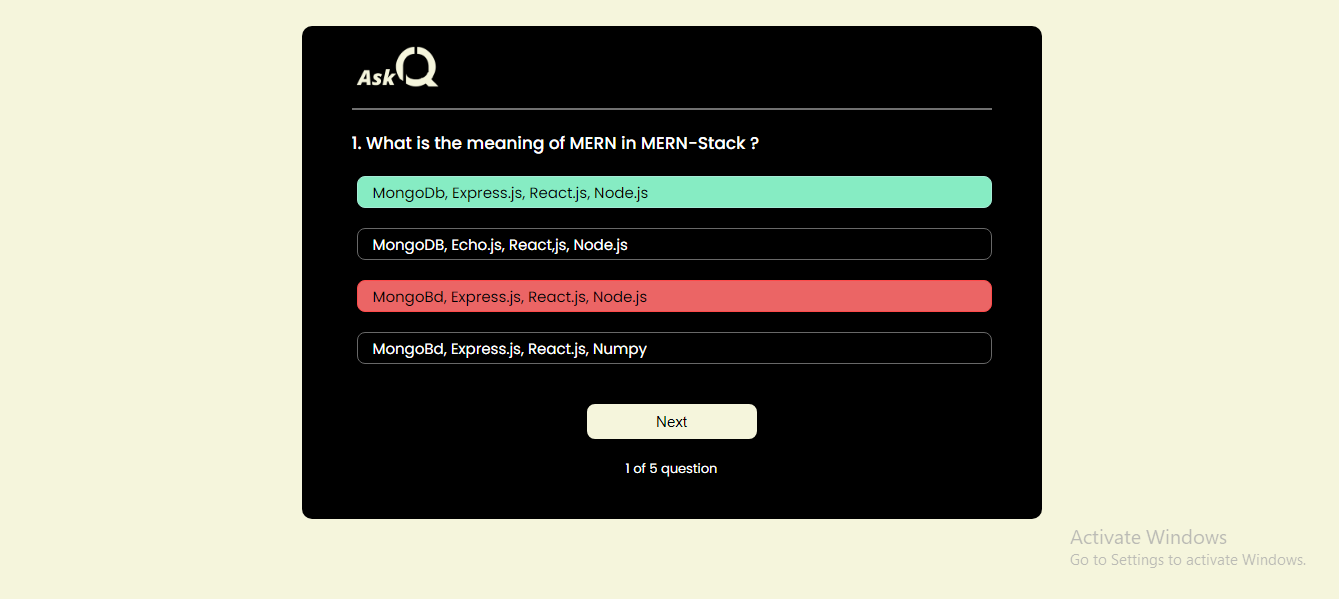 AskQ
1. What is the meaning of MERN in MERN-Stack ?
MongoDb, Express.js, React.js, Node.js
MongoDB, Echo.js, React,js, Node.js
MongoBd, Express.js, React.js, Node.js
MongoBd, Express.js, React.js, Numpy
Next
1 of 5 question
Activate Windows
Go to Settings to activate Windows.